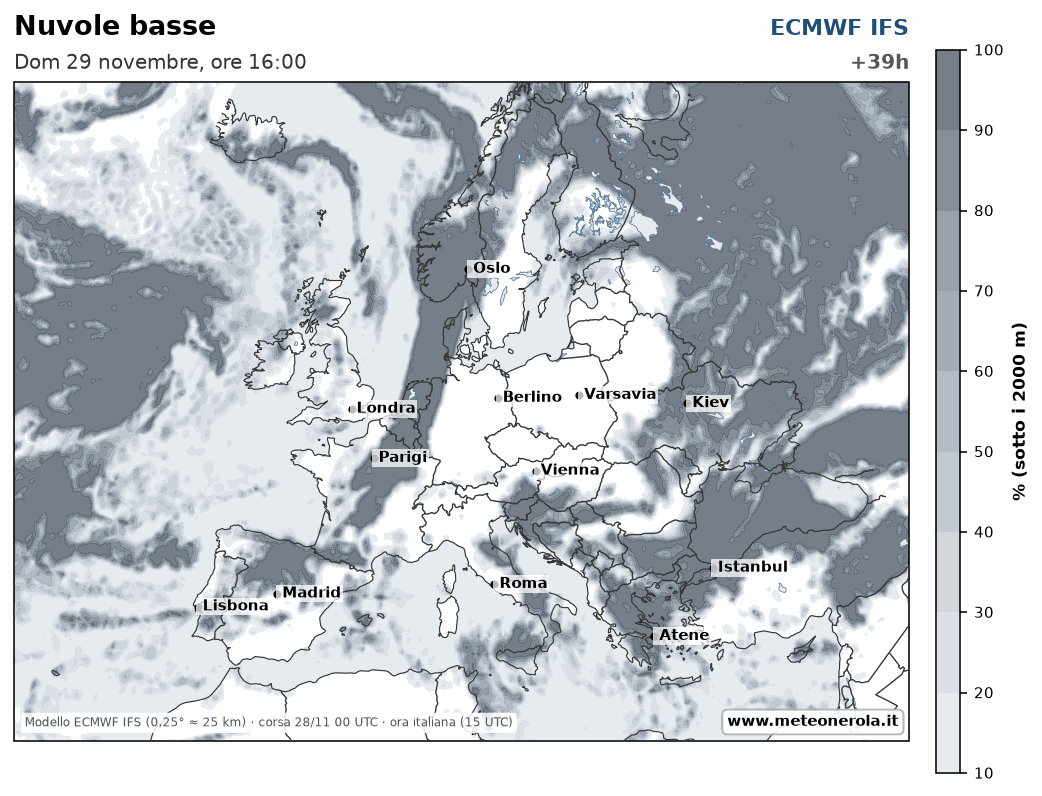 Nuvole basse
ECMWF IFS
Dom 29 novembre, ore 16:00
+39h
100
90
80
70
60
50
40
30
20
10
% (sotto i 2000 m)
Oslo
Londra
Berlino
Varsavia
Kiev
Parigi
Vienna
Istanbul
Roma
Madrid
Lisbona
Atene
Modello ECMWF IFS (0,25° ≈ 25 km) · corsa 28/11 00 UTC · ora italiana (15 UTC)
www.meteonerola.it